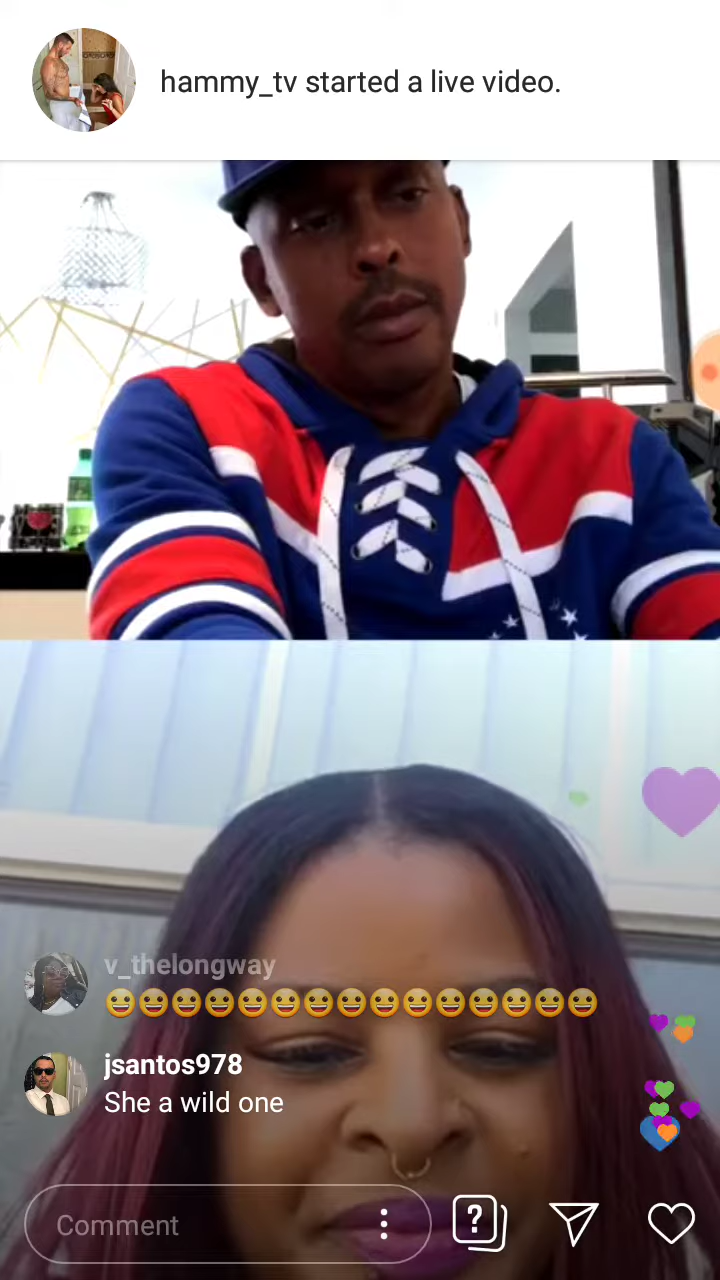 hammy_tv started a live video.
v_thelongway
😀😀😀😀😀😀😀😀😀😀😀😀😀😀😀
jsantos978
She a wild one
Comment
?